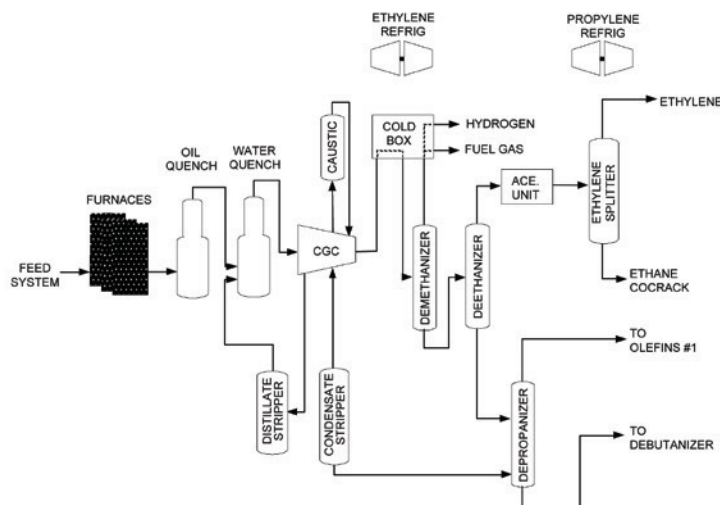 ETHYLENE
REFRIG
PROPYLENE
REFRIG
ETHYLENE
HYDROGEN
COLD
BOX
FUEL GAS
CAUSTIC
WATER
QUENCH
OIL
QUENCH
ACE.
UNIT
ETHYLENE
SPLITTER
FURNACES
CGC
FEED
SYSTEM
DEMETHANIZER
DEETHANIZER
ETHANE
COCRACK
TO
OLEFINS #1
DISTILLATE
STRIPPER
CONDENSATE
STRIPPER
DEPROPANIZER
TO
DEBUTANIZER